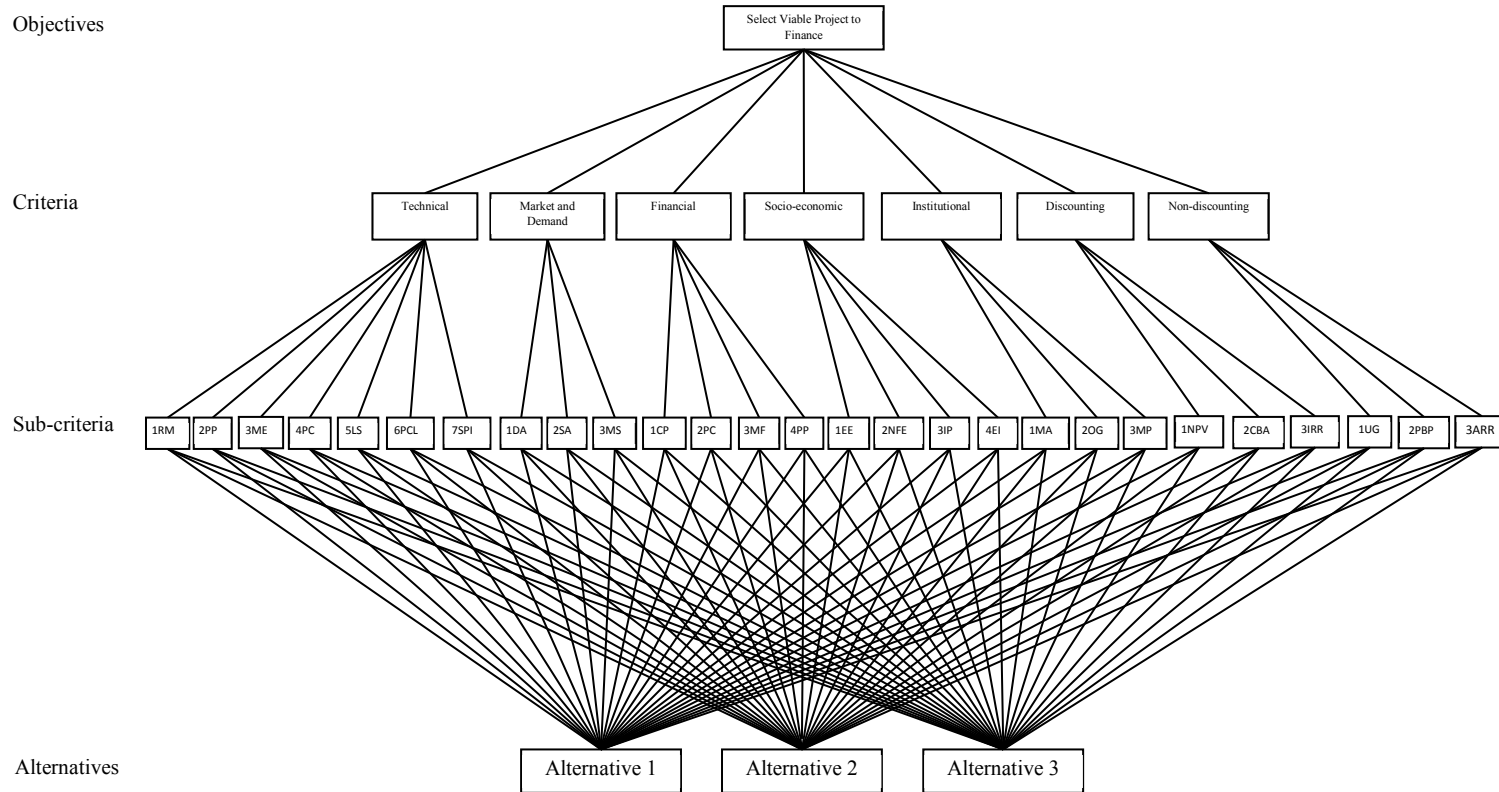 Objectives
Select Viable Project to
Finance
Criteria
Technical
Market and
Demand
Financial
Socio-economic
Institutional
Discounting
Non-discounting
Sub-criteria
1RM
2PP
3ME
4PC
5LS
6PCL
7SPI
1DA
2SA
3MS
1CP
2PC
3MF
4PP
1EE
2NFE
3IP
4EI
1MA
2OG
3MP
1NPV
2CBA
3IRR
1UG
2PBP
3ARR
Alternatives
Alternative 1
Alternative 2
Alternative 3